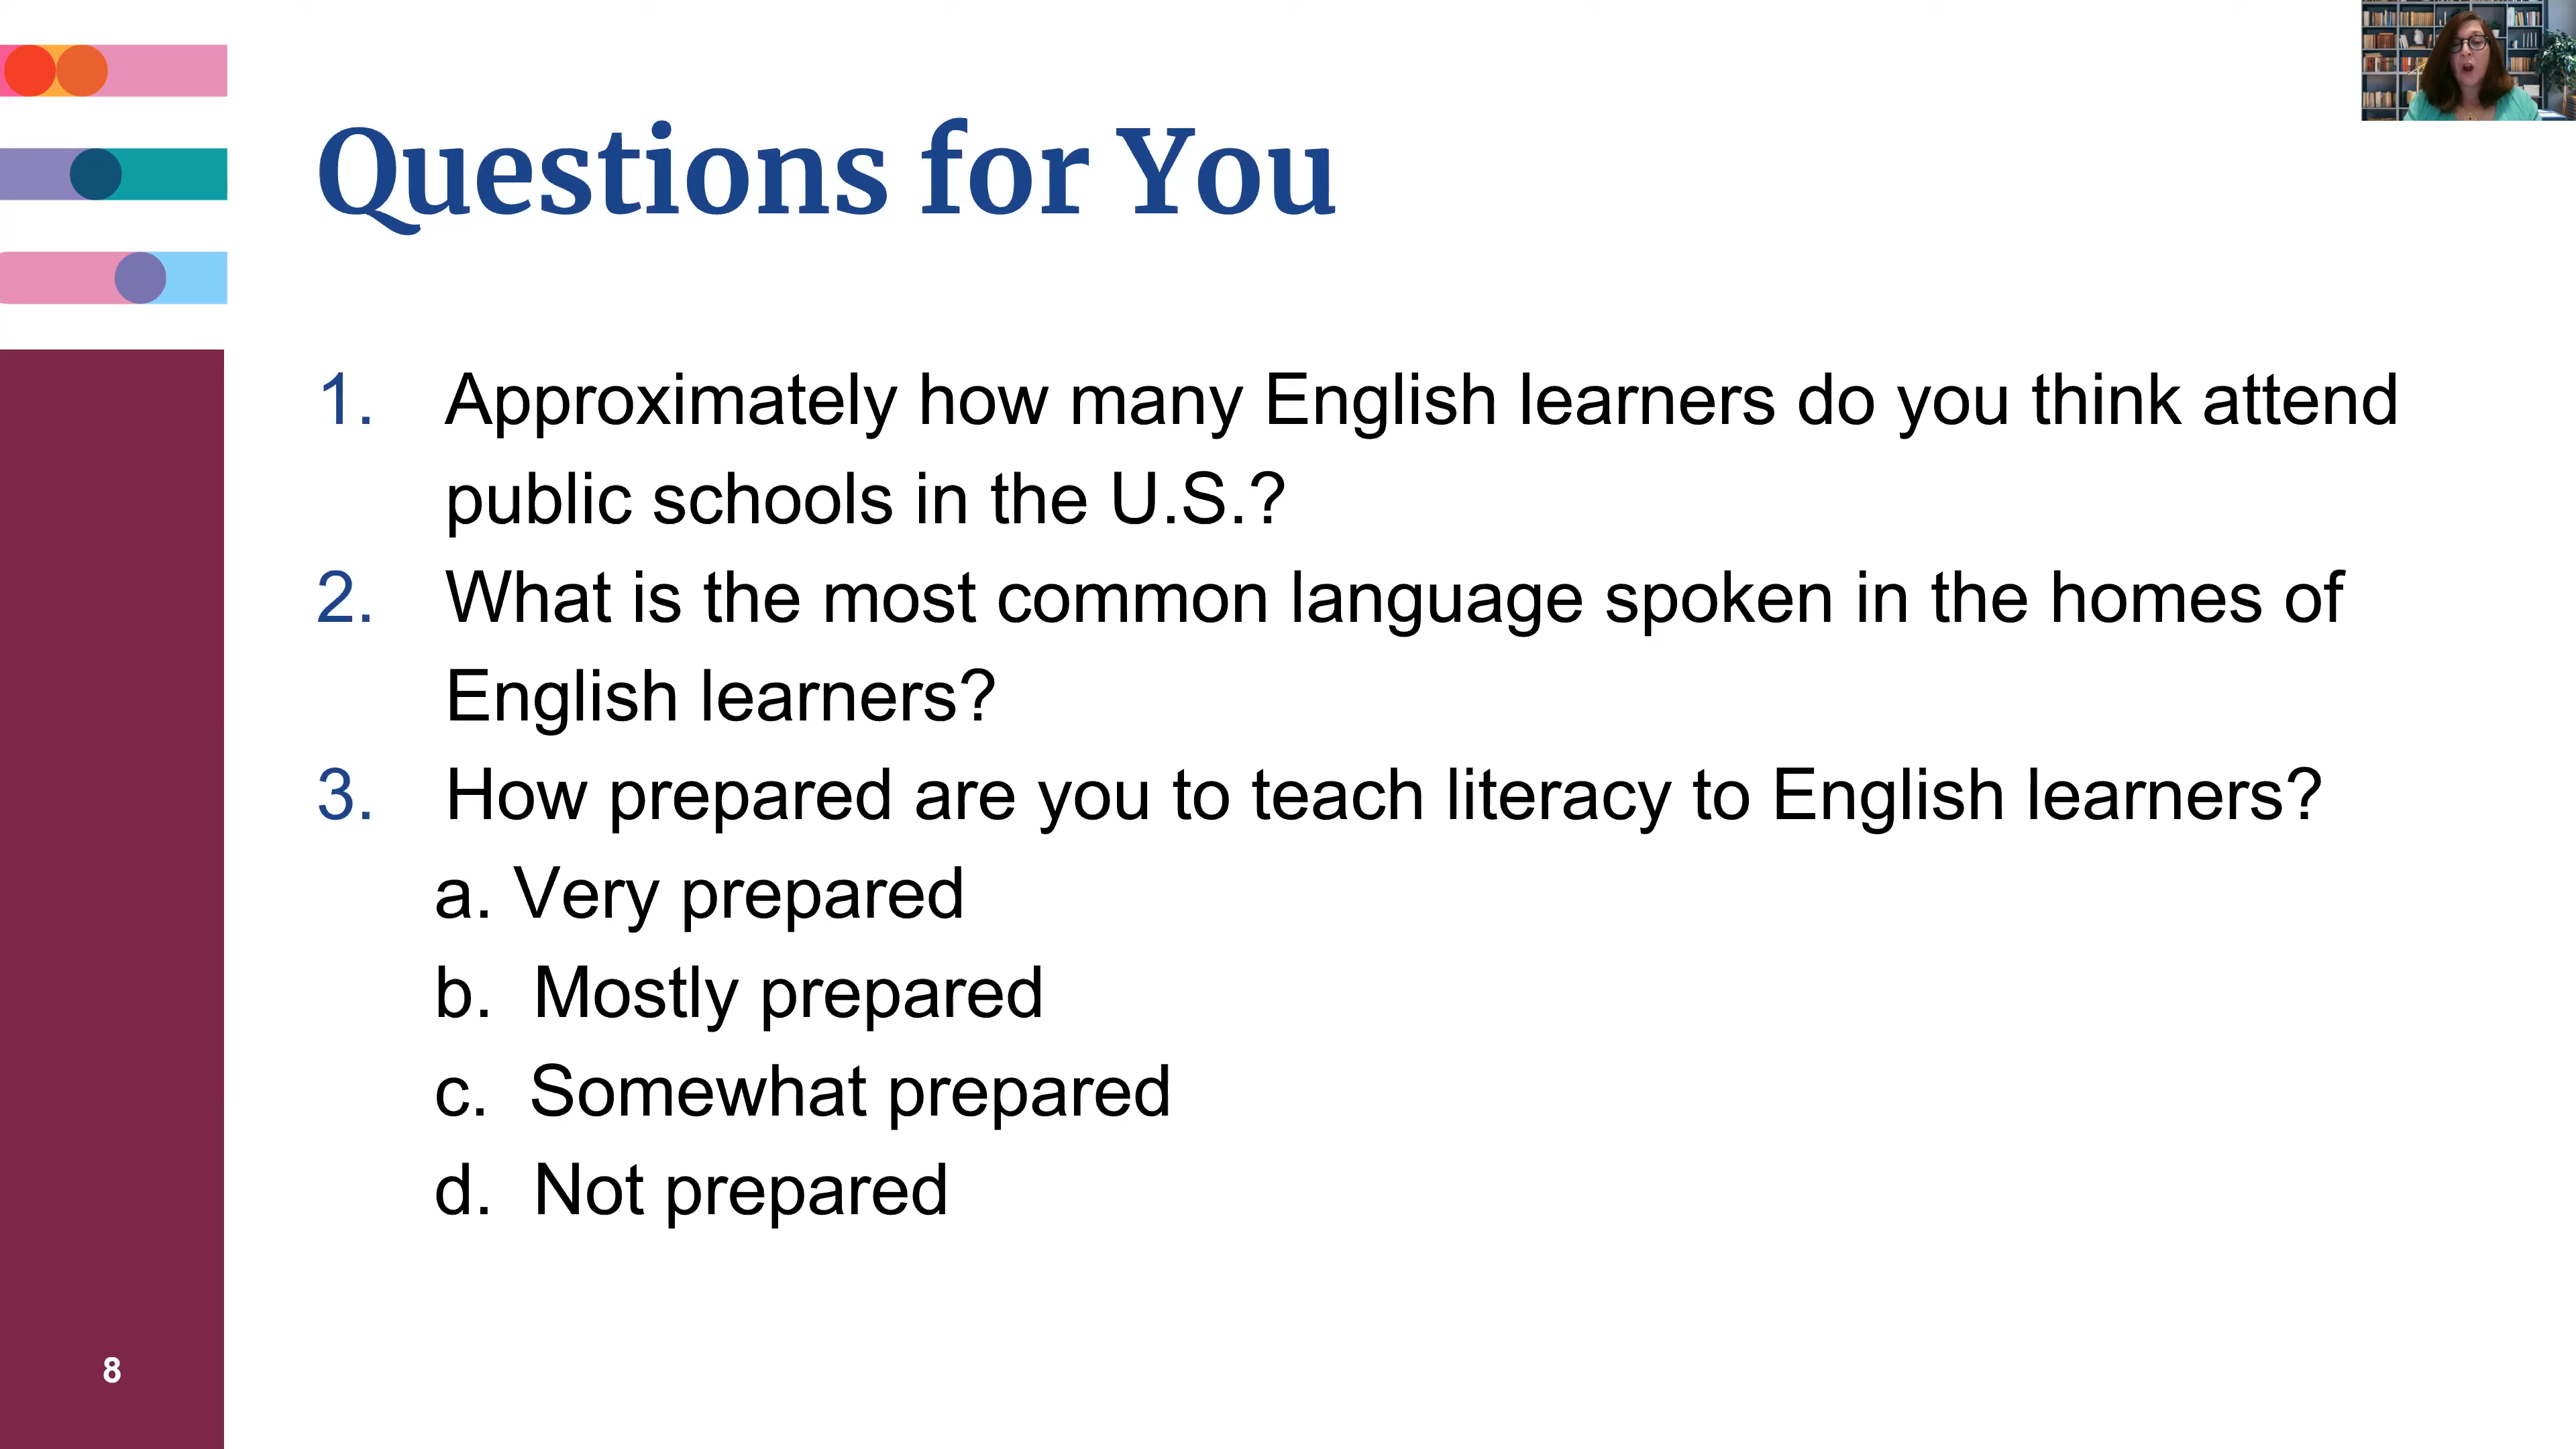 Questions for You
1. Approximately how many English learners do you think attend
public schools in the U.S.?
2. What is the most common language spoken in the homes of
English learners?
3. How prepared are you to teach literacy to English learners?
a. Very prepared
b. Mostly prepared
c. Somewhat prepared
d. Not prepared
8